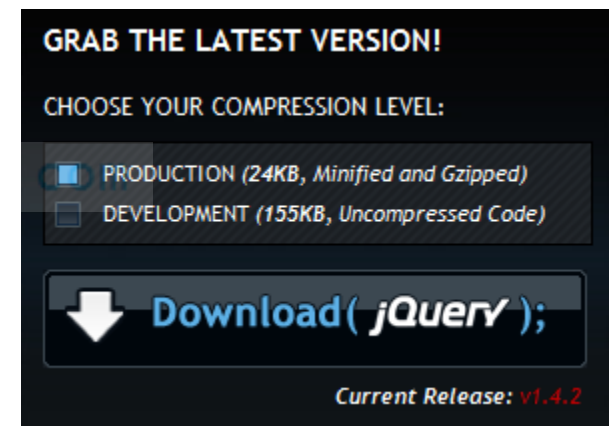 GRAB THE LATEST VERSION!
CHOOSE YOUR COMPRESSION LEVEL:
PRODUCTION (24KB, Minified and Gzipped)
DEVELOPMENT (155KB, Uncompressed Code)
Download( jQuery );
Current Release: v1.4.2